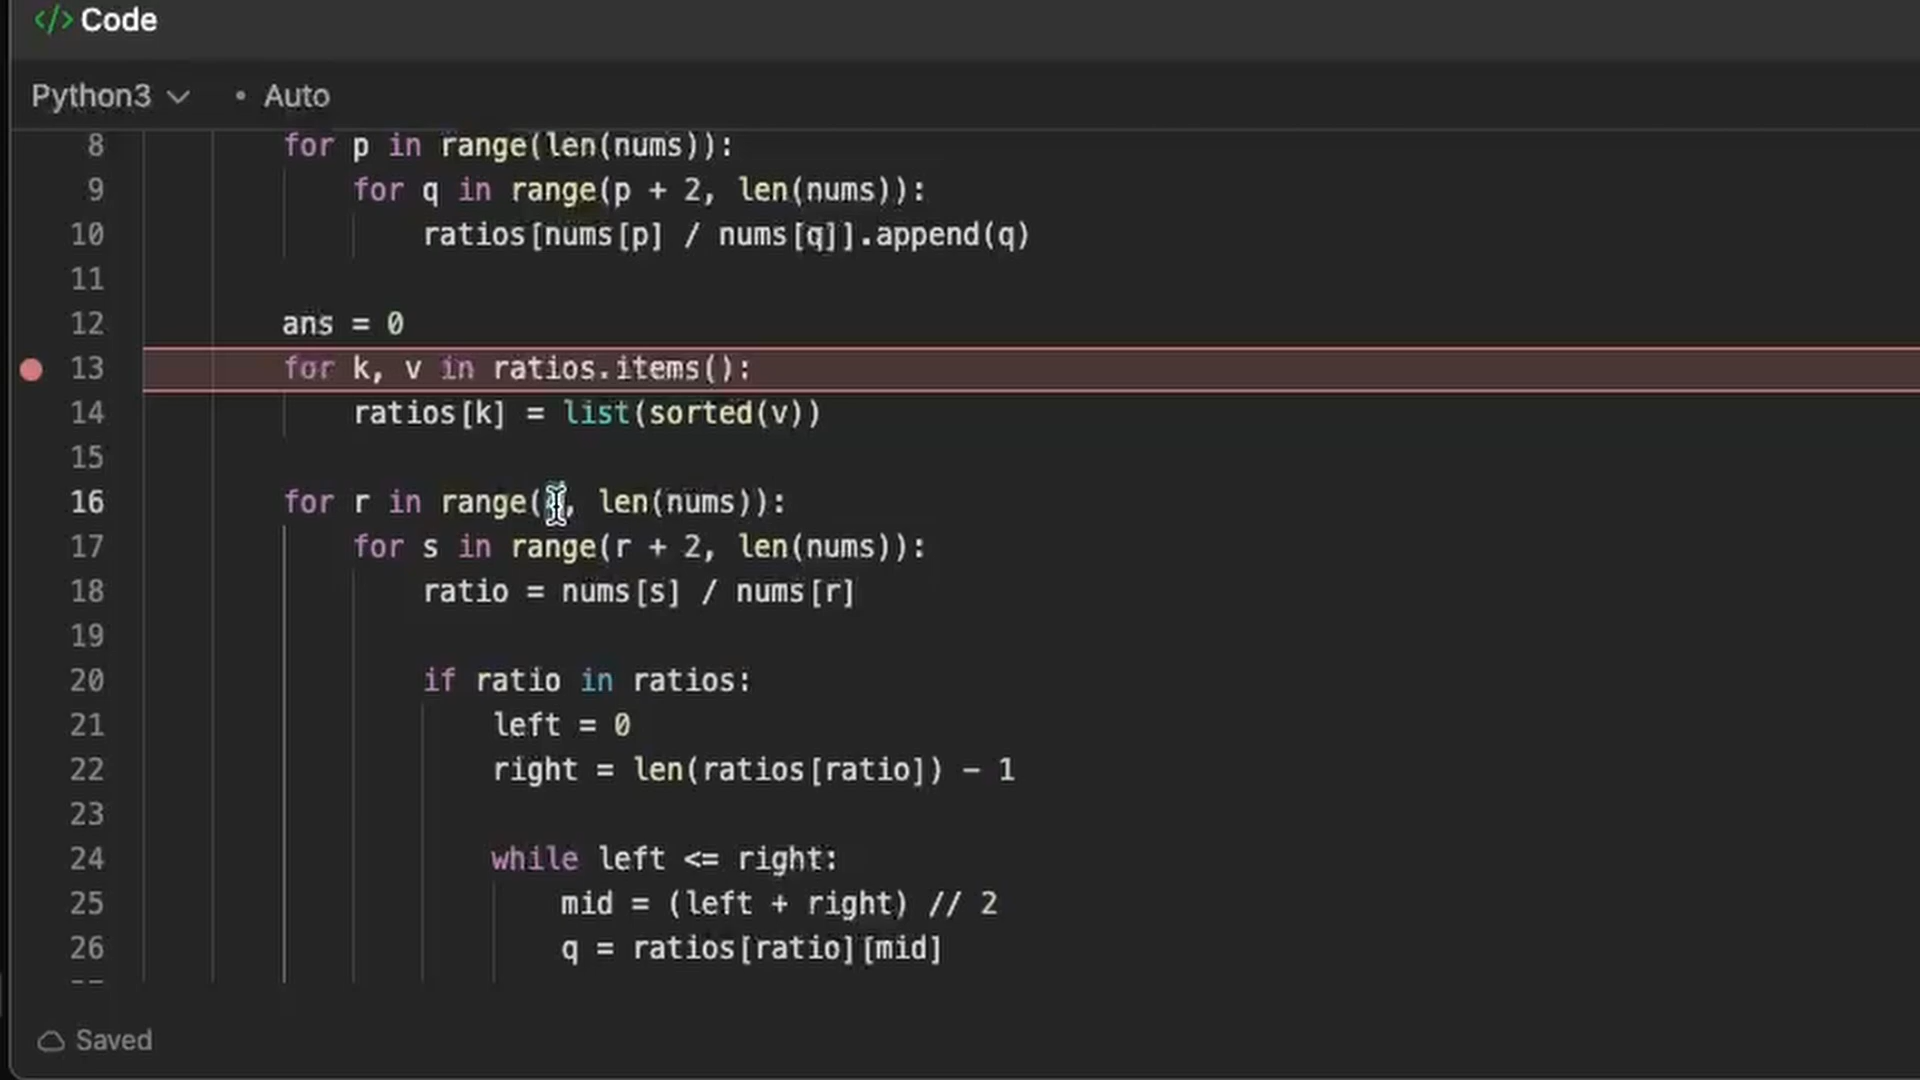 </> Code
Python3 • Auto
8 for p in range(len(nums)):
9 for q in range(p + 2, len(nums)):
10 ratios[nums[p] / nums[q]].append(q)
11
12 ans = 0
13 for k, v in ratios.items():
14 ratios[k] = list(sorted(v))
15
16 for r in range( , len(nums)):
17 for s in range(r + 2, len(nums)):
18 ratio = nums[s] / nums[r]
19
20 if ratio in ratios:
21 left = 0
22 right = len(ratios[ratio]) - 1
23
24 while left <= right:
25 mid = (left + right) // 2
26 q = ratios[ratio][mid]
Saved